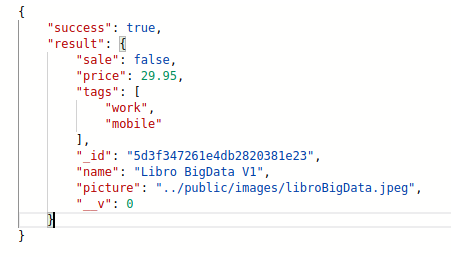 {
    "success": true,
    "result": {
        "sale": false,
        "price": 29.95,
        "tags": [
            "work",
            "mobile"
        ],
        "_id": "5d3f347261e4db2820381e23",
        "name": "Libro BigData V1",
        "picture": "../public/images/libroBigData.jpeg",
        "__v": 0
    }
}